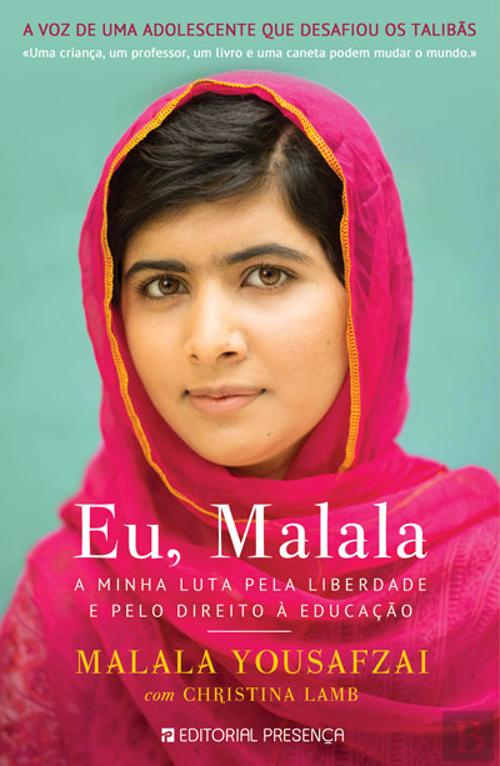 A VOZ DE UMA ADOLESCENTE QUE DESAFIOU OS TALIBÃS
«Uma criança, um professor, um livro e uma caneta podem mudar o mundo.»
Eu, Malala
A MINHA LUTA PELA LIBERDADE
E PELO DIREITO À EDUCAÇÃO
MALALA YOUSAFZAI
com CHRISTINA LAMB
EDITORIAL PRESENÇA
B